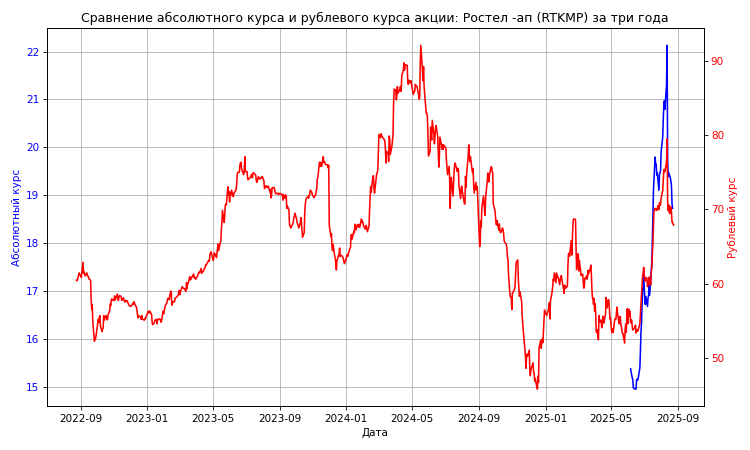 Сравнение абсолютного курса и рублевого курса акции: Ростел -ап (RTKMP) за три года
Абсолютный курс
22
21
20
19
18
17
16
15
90
80
70
60
50
Рублевый курс
2022-09 2023-01 2023-05 2023-09 2024-01 2024-05 2024-09 2025-01 2025-05 2025-09
Дата